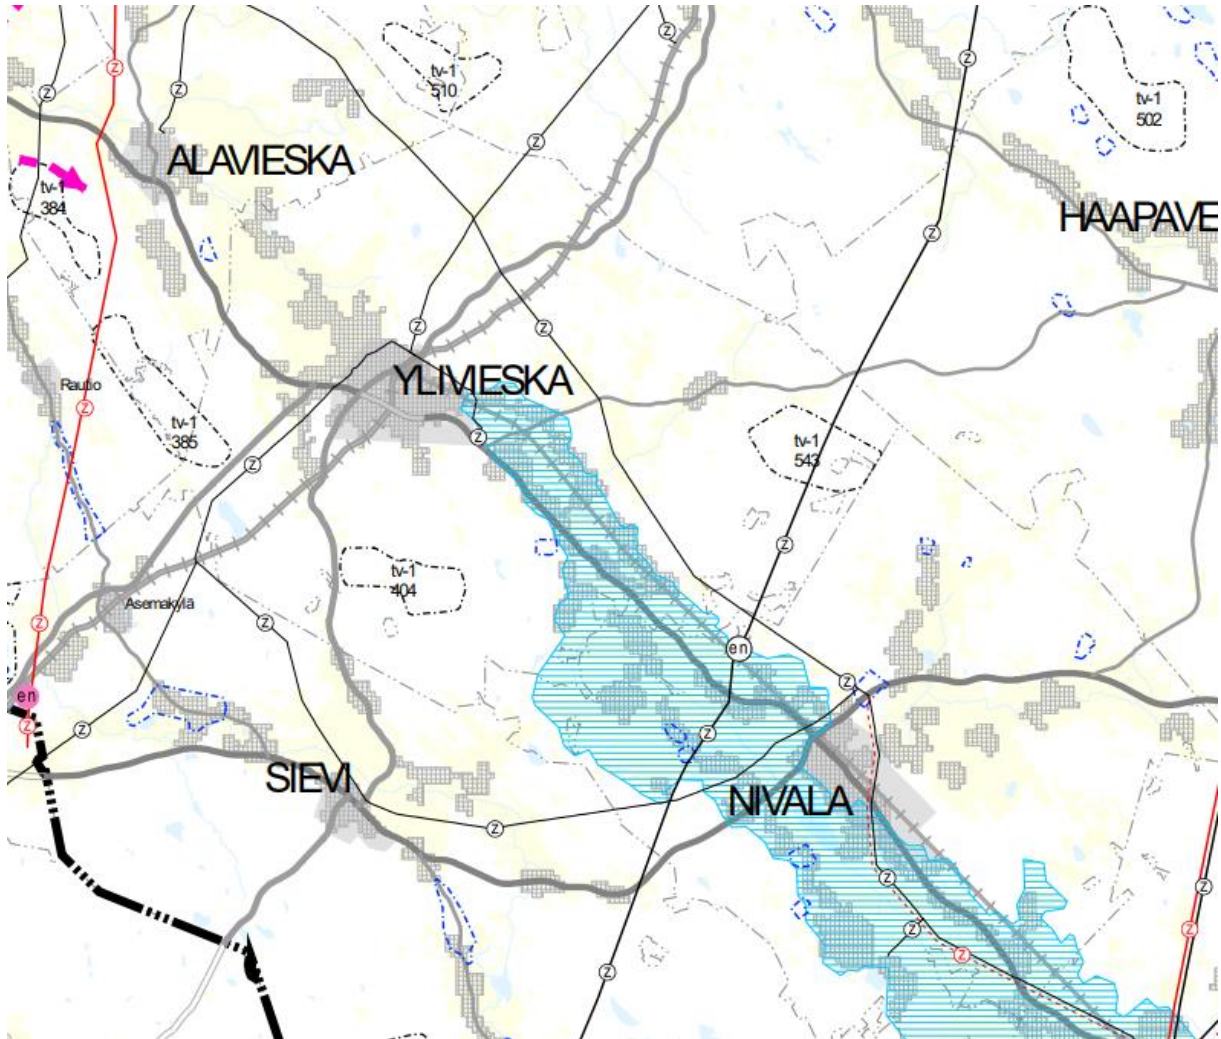 z
z
tv-1
510
z
z
z
tv-1
502
z
z
ALAVIESKA
tv-1
384
HAAPAVE
z
z
z
YLIVIESKA
Rautio
z
tv-1
385
z
z
tv-1
543
z
tv-1
404
Asemakylä
z
z
en
z
en
z
z
z
SIEVI
NIVALA
z
z
z
z
z
z
z